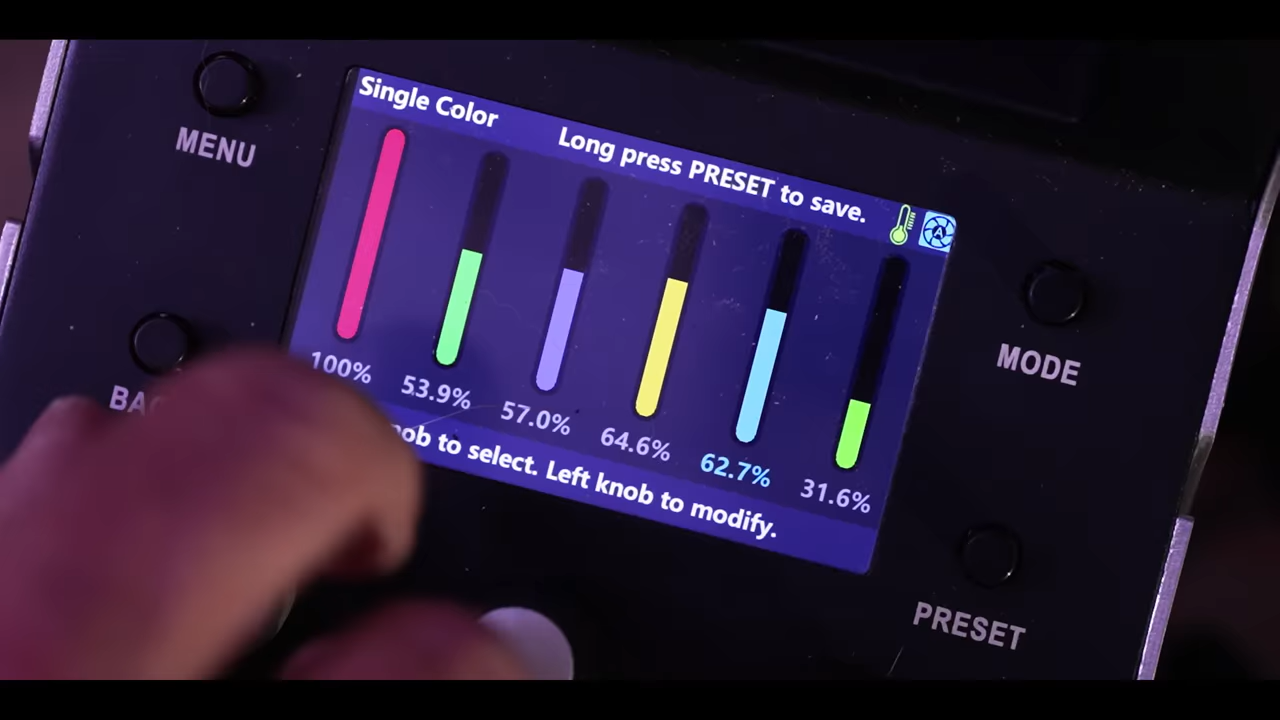 MENU
Single Color
Long press PRESET to save.
A
100%
53.9%
57.0%
64.6%
62.7%
31.6%
to select. Left knob to modify.
MODE
PRESET